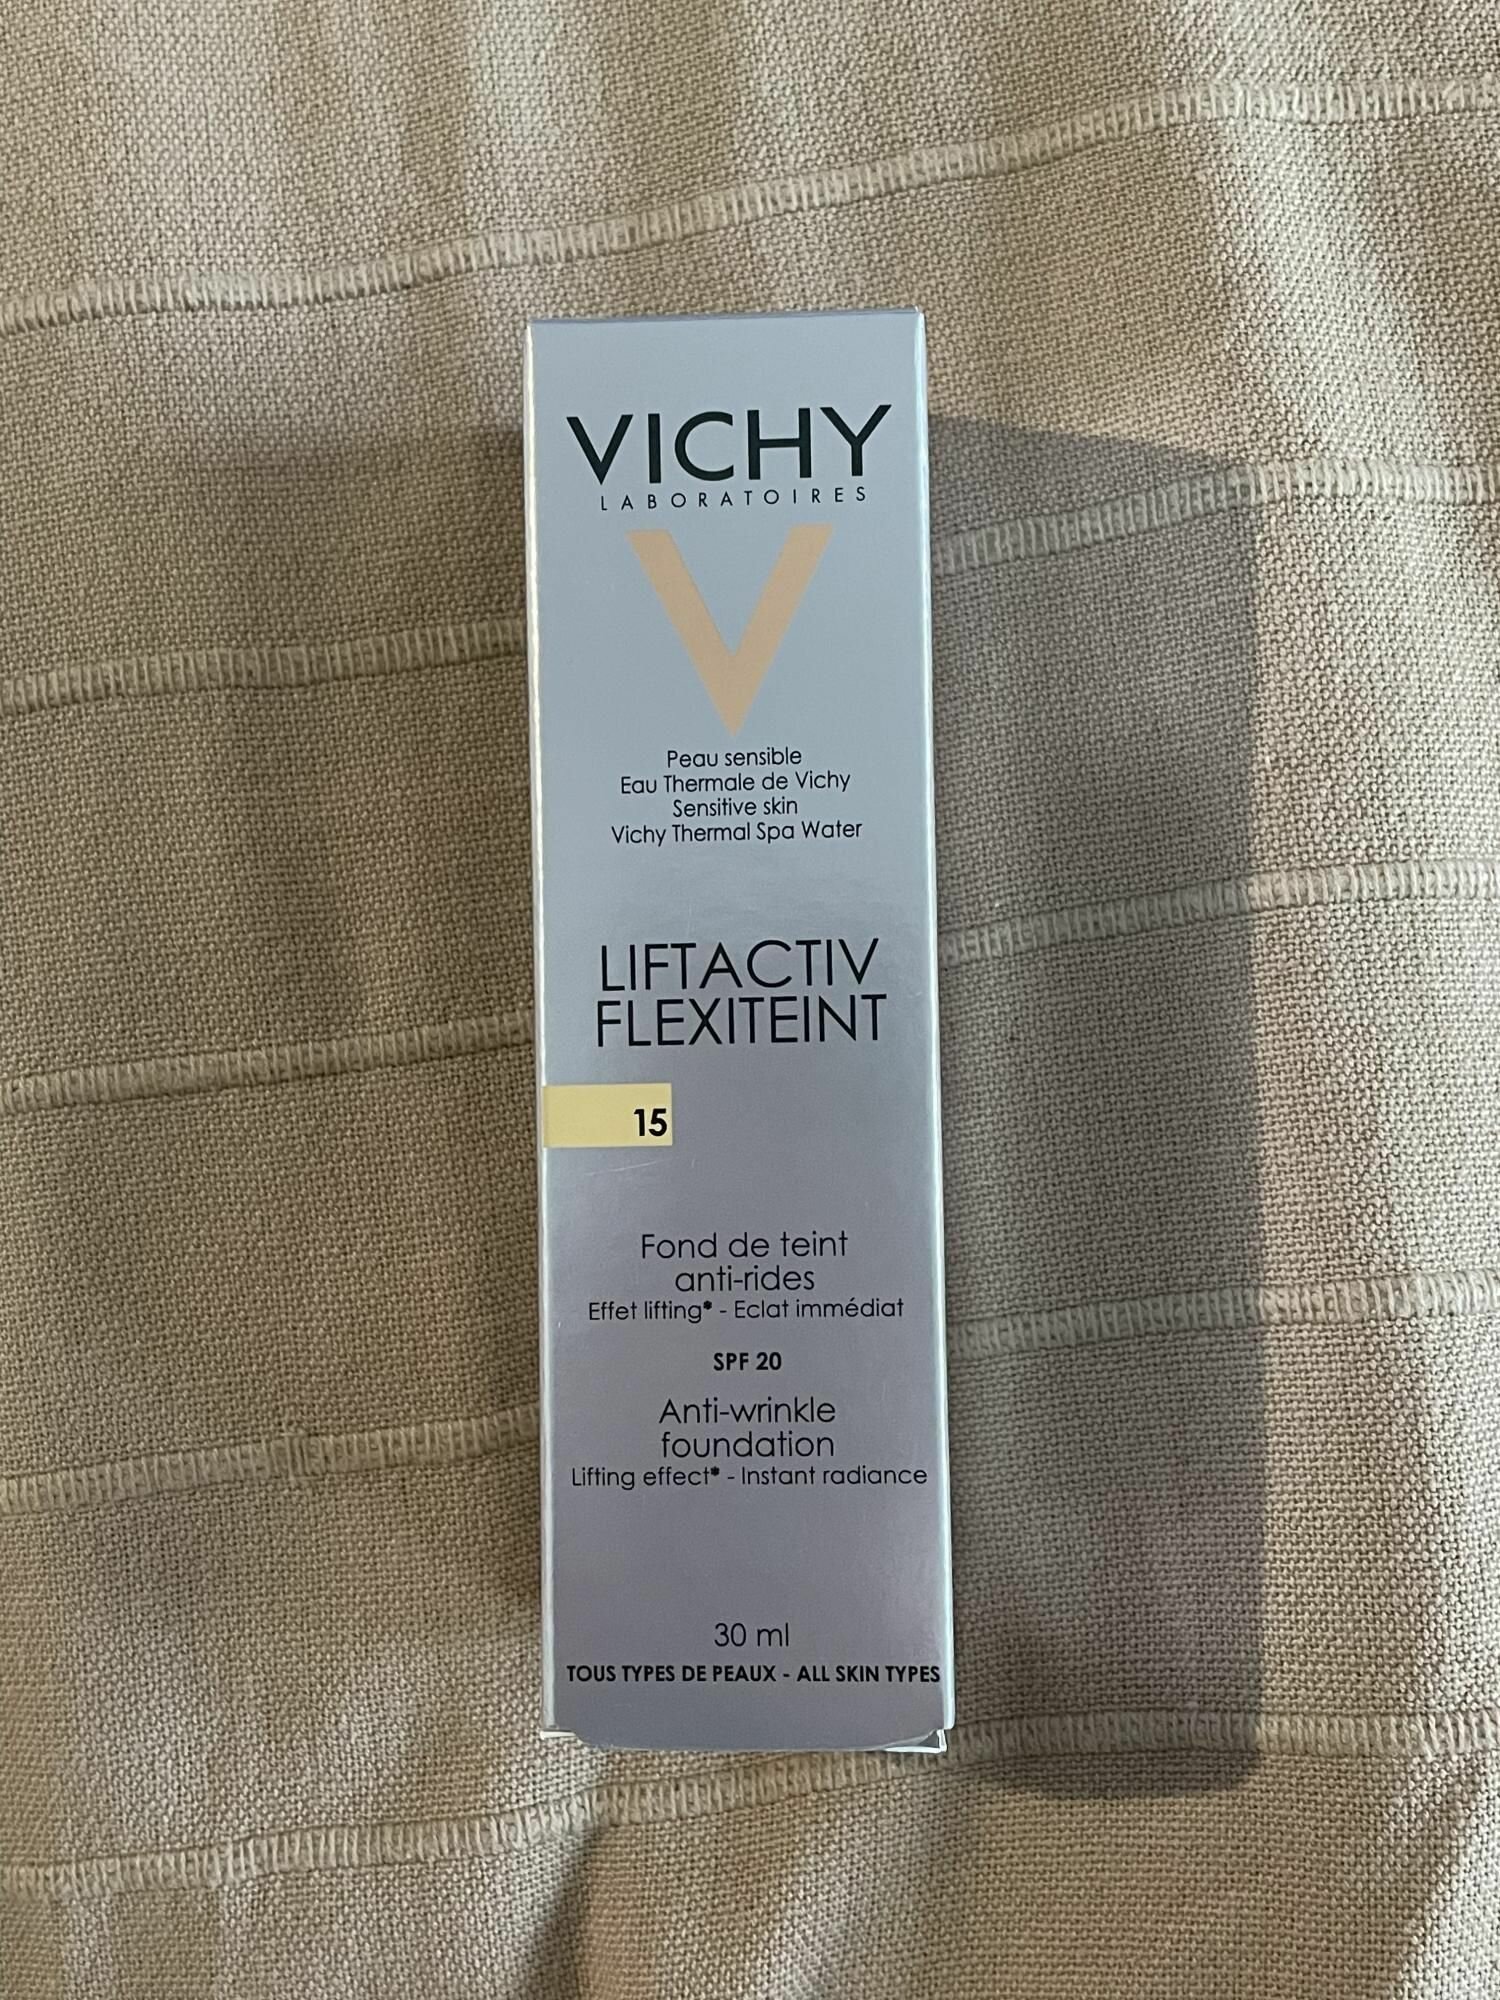 VICHY
LABORATOIRES
V
Peau sensible
Eau Thermale de Vichy
Sensitive skin
Vichy Thermal Spa Water
LIFTACTIV
FLEXITEINT
15
Fond de teint
anti-rides
Effet lifting* - Eclat immédiat
SPF 20
Anti-wrinkle
foundation
Lifting effect* - Instant radiance
30 ml
TOUS TYPES DE PEAUX - ALL SKIN TYPES